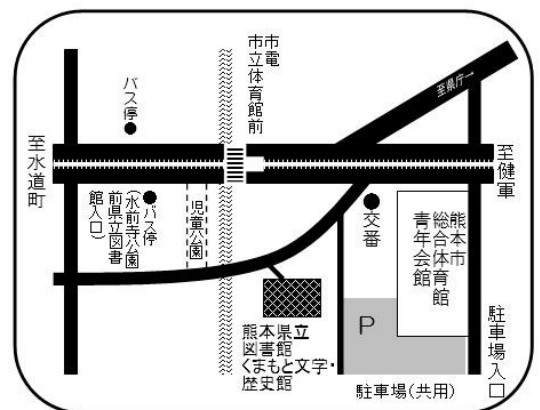 市電
市立体育館前
バス停
至県庁→
至水道町
至健軍
バス停
(水前寺公園
前県立図書
館入口)
児童公園
交番
熊本市
総合体育館
青年会館
P
熊本県立
図書館
くまもと文学・
歴史館
駐車場入口
駐車場(共用)